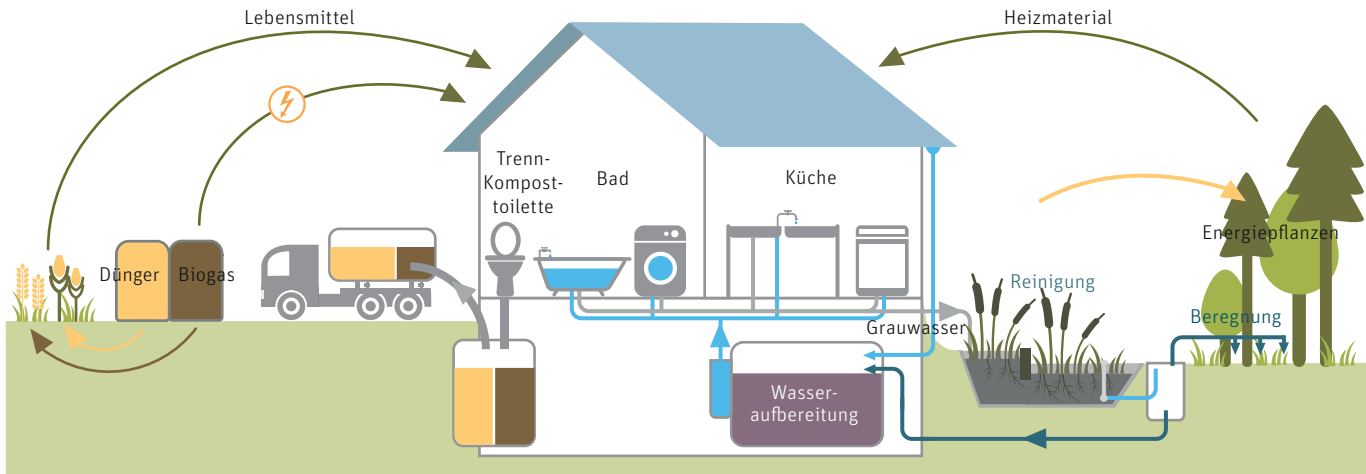 Lebensmittel
Heizmaterial
Trenn-
Kompost-
toilette
Bad
Küche
Dünger
Biogas
Energiepflanzen
Reinigung
Beregnung
Grauwasser
Wasser-
aufbereitung